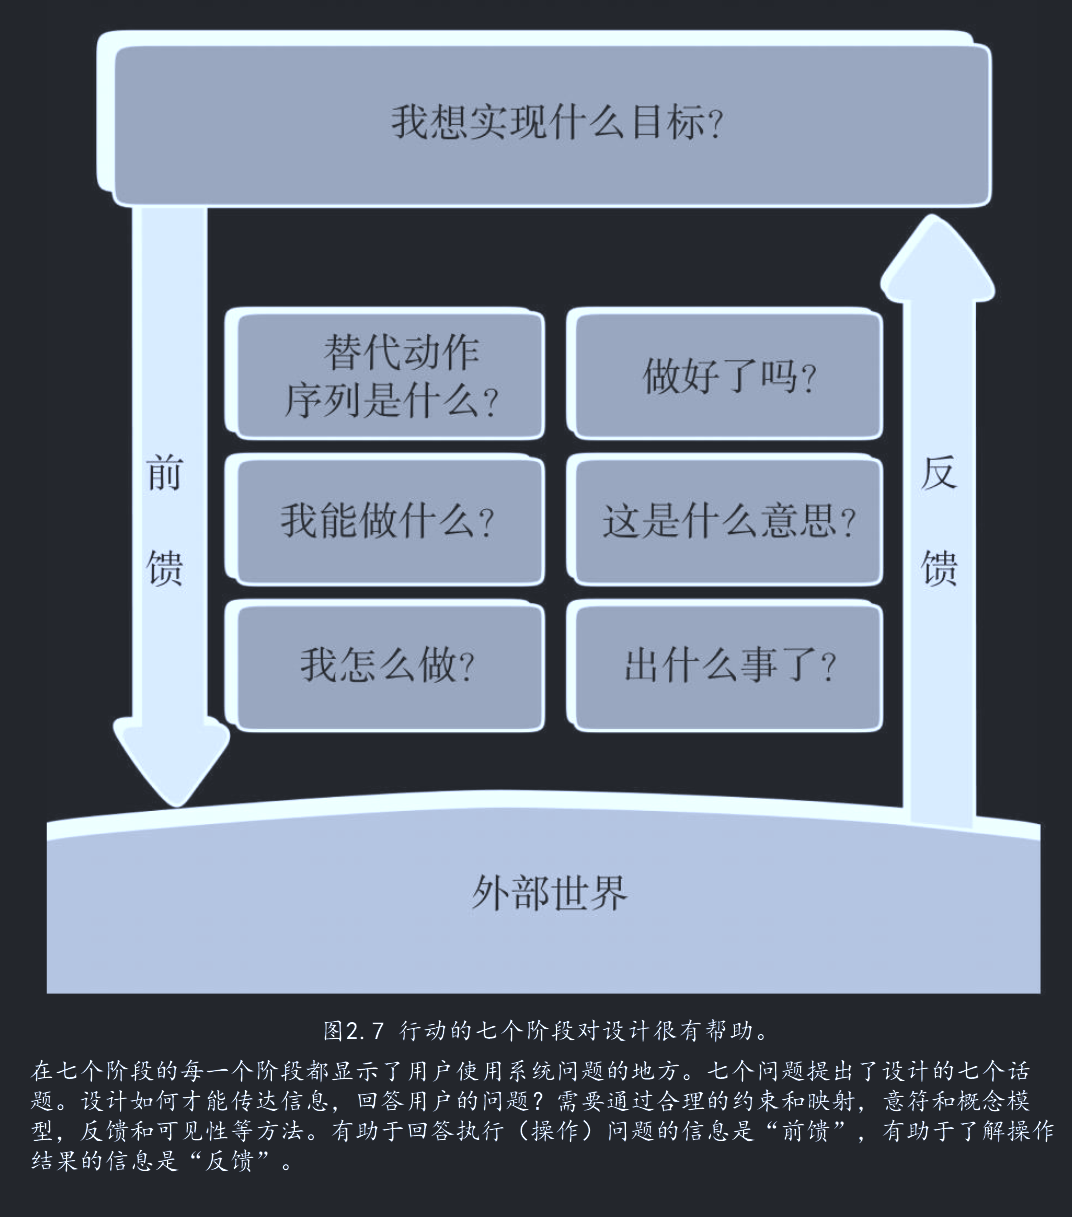 我想实现什么目标?
替代动作
序列是什么?
做好了吗?
前
馈
我能做什么?
这是什么意思?
反
馈
我怎么做?
出什么事了?
外部世界
图2.7 行动的七个阶段对设计很有帮助。
在七个阶段的每一个阶段都显示了用户使用系统问题的地方。七个问题提出了设计的七个话
题。设计如何才能传达信息，回答用户的问题？需要通过合理的约束和映射，意符和概念模
型，反馈和可见性等方法。有助于回答执行（操作）问题的信息是“前馈”，有助于了解操作
结果的信息是“反馈”。